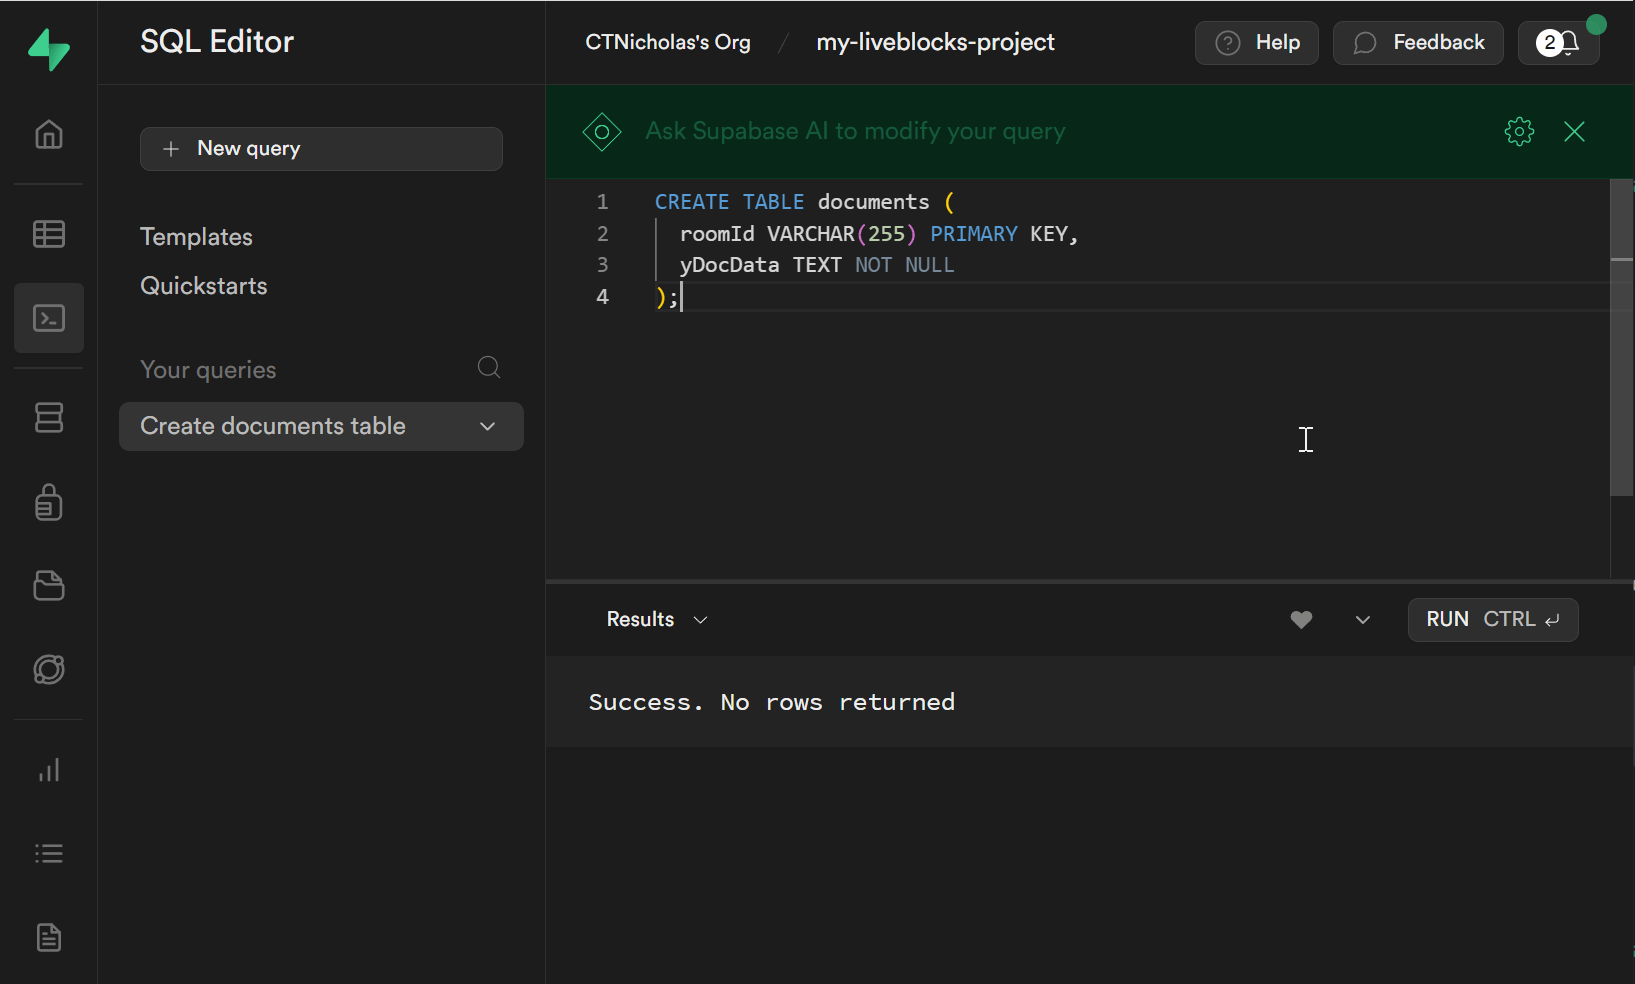 SQL Editor
CTNicholas's Org / my-liveblocks-project
Help
Feedback
2
+ New query
Templates
Quickstarts
Your queries
Create documents table
Ask Supabase AI to modify your query
1 CREATE TABLE documents (
2 roomId VARCHAR(255) PRIMARY KEY,
3 yDocData TEXT NOT NULL
4 );
Results
RUN CTRL ↵
Success. No rows returned